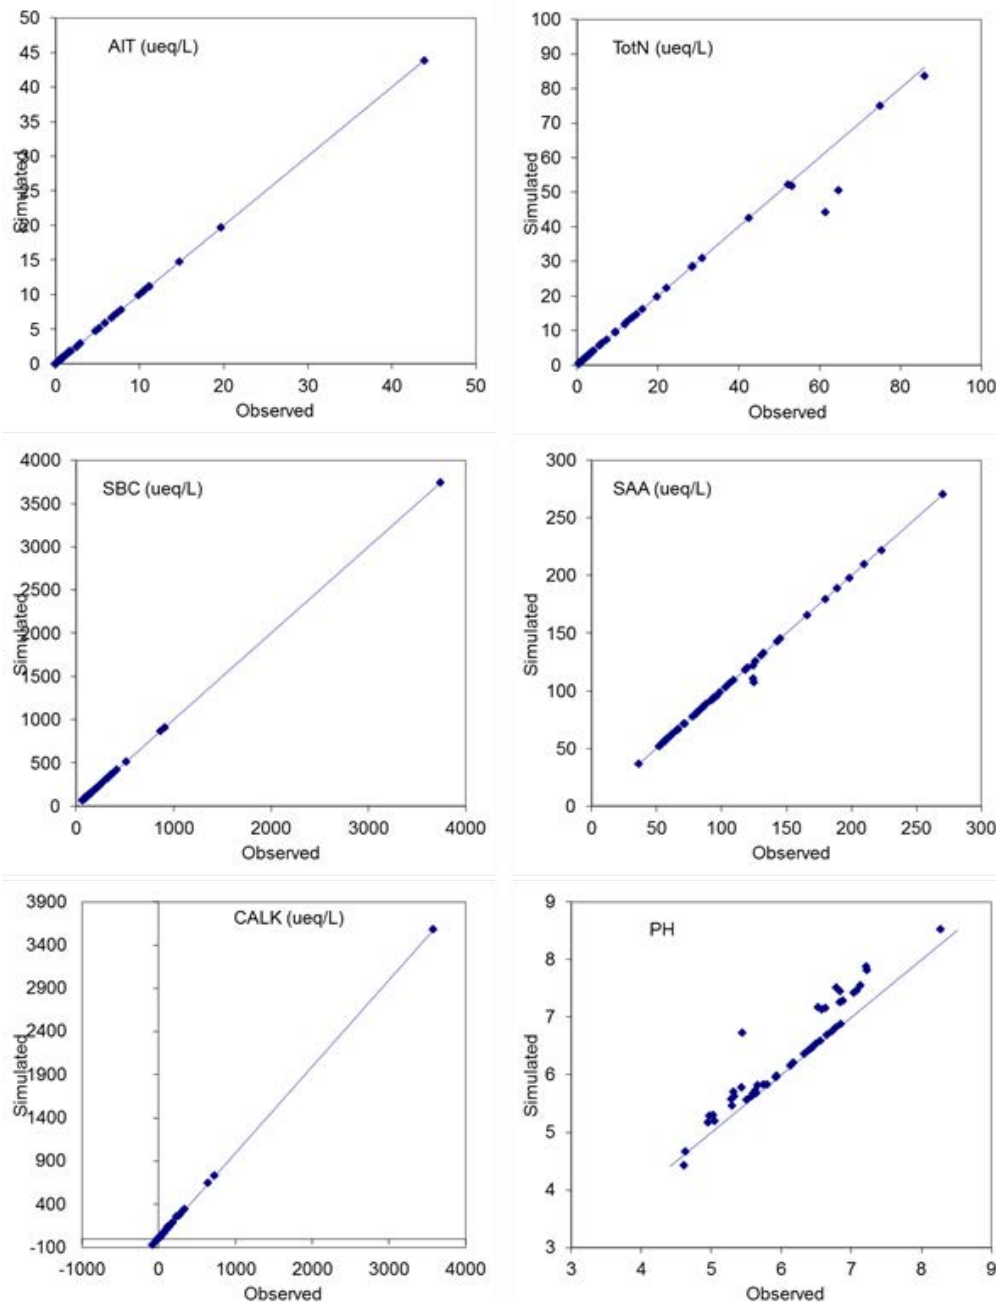 AlT (ueq/L)
50
45
40
35
30
25
20
15
10
5
0
Simulated
0 10 20 30 40 50
Observed
TotN (ueq/L)
100
90
80
70
60
50
40
30
20
10
0
Simulated
0 20 40 60 80 100
Observed
SBC (ueq/L)
4000
3500
3000
2500
2000
1500
1000
500
0
Simulated
0 1000 2000 3000 4000
Observed
SAA (ueq/L)
300
250
200
150
100
50
0
Simulated
0 50 100 150 200 250 300
Observed
CALK (ueq/L)
3900
3400
2900
2400
1900
1400
900
400
-100
Simulated
-1000 0 1000 2000 3000 4000
Observed
PH
9
8
7
6
5
4
3
Simulated
3 4 5 6 7 8 9
Observed